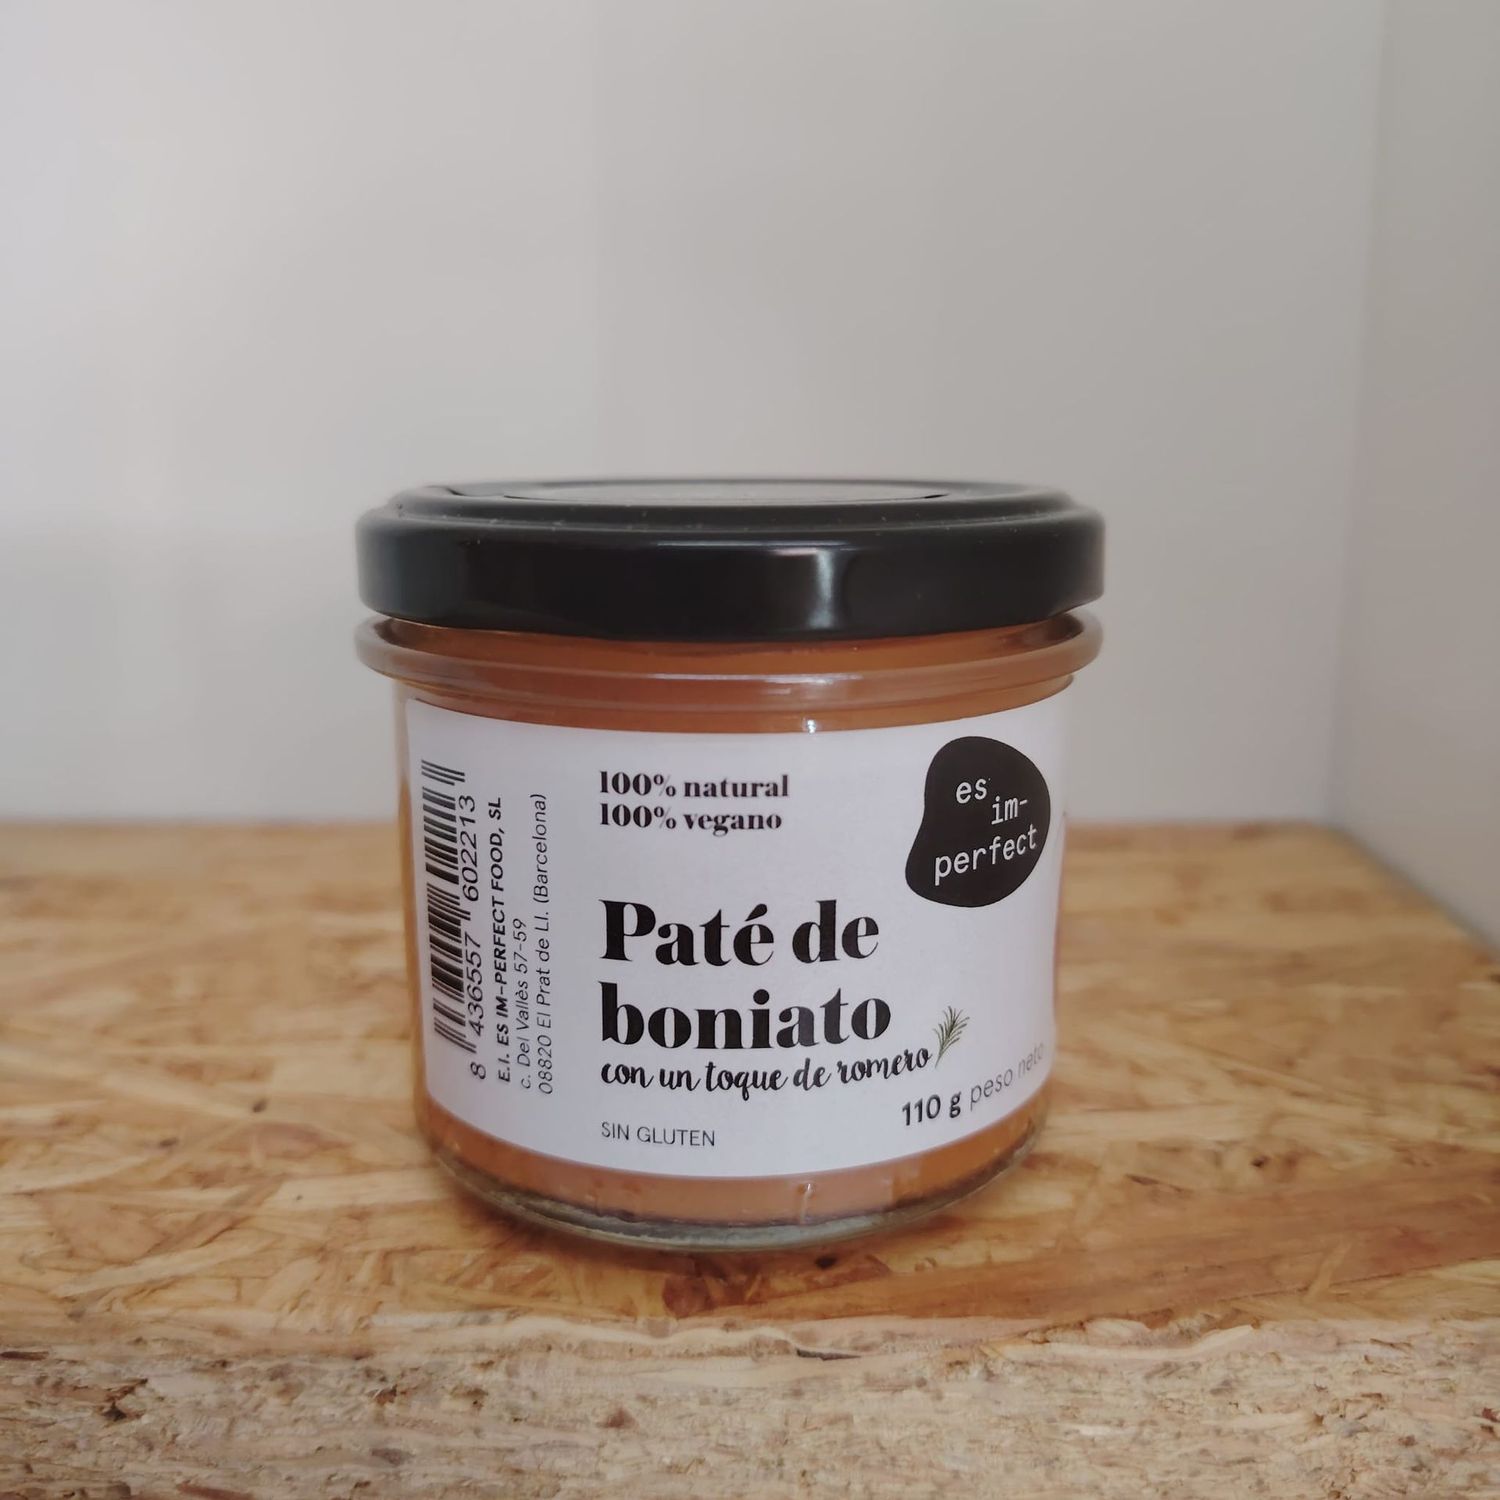 8 436557 602213
E.I. ES IM-PERFECT FOOD, SL
c. Del Vallès 57-59
08820 El Prat de Ll. (Barcelona)
100% natural
100% vegano
es
im-
perfect
Paté de
boniato
con un toque de romero
110 g peso neto
SIN GLUTEN